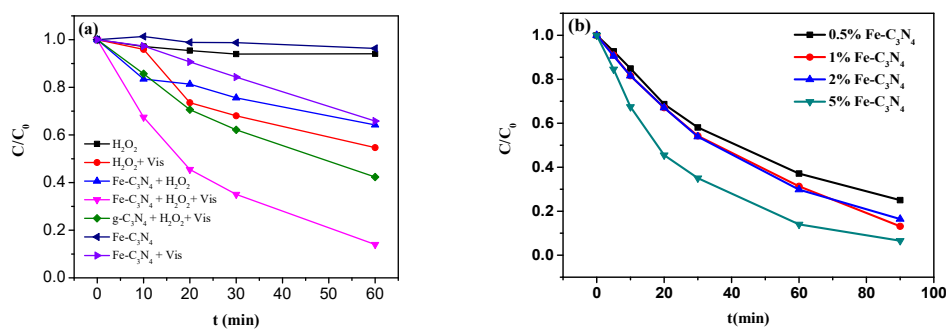 (a)
1.0
0.8
0.6
0.4
0.2
0.0
C/C₀
H₂O₂
H₂O₂+ Vis
Fe-C₃N₄ + H₂O₂
Fe-C₃N₄ + H₂O₂+ Vis
g-C₃N₄ + H₂O₂+ Vis
Fe-C₃N₄
Fe-C₃N₄ + Vis
0 10 20 30 40 50 60
t (min)
(b)
1.0
0.8
0.6
0.4
0.2
0.0
C/C₀
0.5% Fe-C₃N₄
1% Fe-C₃N₄
2% Fe-C₃N₄
5% Fe-C₃N₄
0 20 40 60 80 100
t(min)